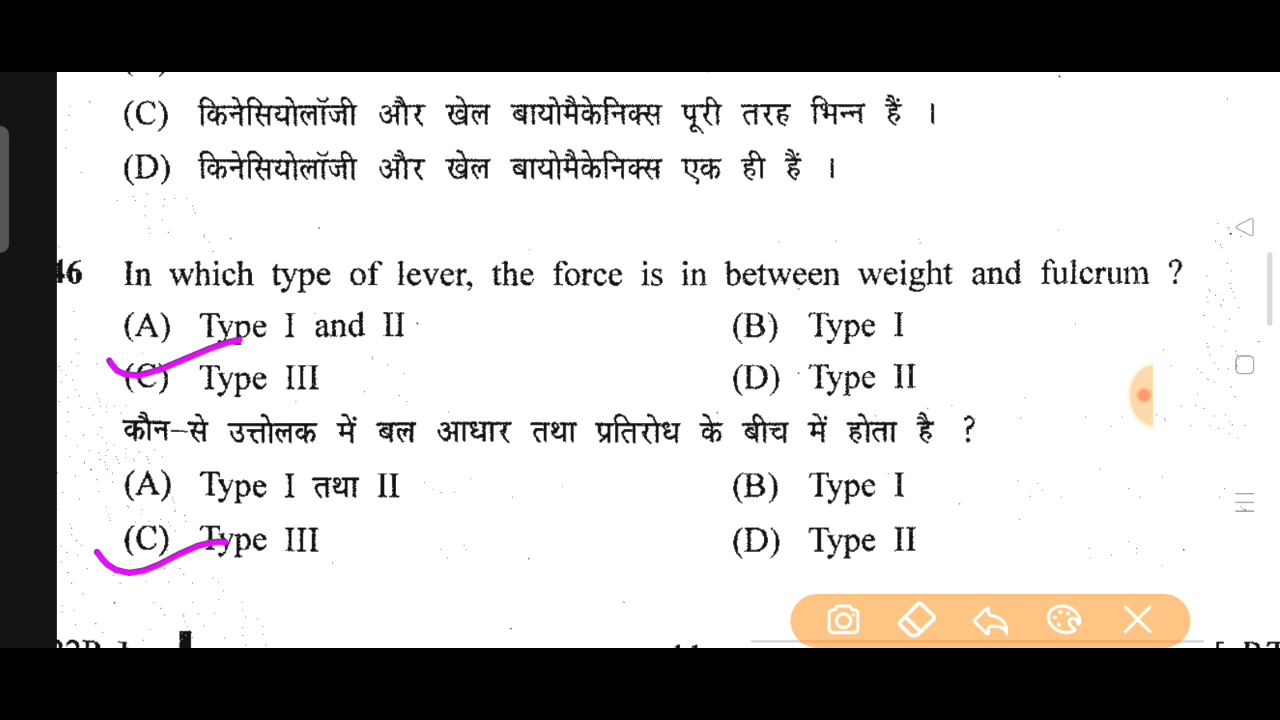 (C) किनेसियोलॉजी और खेल बायोमैकेनिक्स पूरी तरह भिन्न हैं ।
(D) किनेसियोलॉजी और खेल बायोमैकेनिक्स एक ही हैं ।
46 In which type of lever, the force is in between weight and fulcrum ?
(A) Type I and II (B) Type I
(C) Type III (D) Type II
कौन-से उत्तोलक में बल आधार तथा प्रतिरोध के बीच में होता है ?
(A) Type I तथा II (B) Type I
(C) Type III (D) Type II